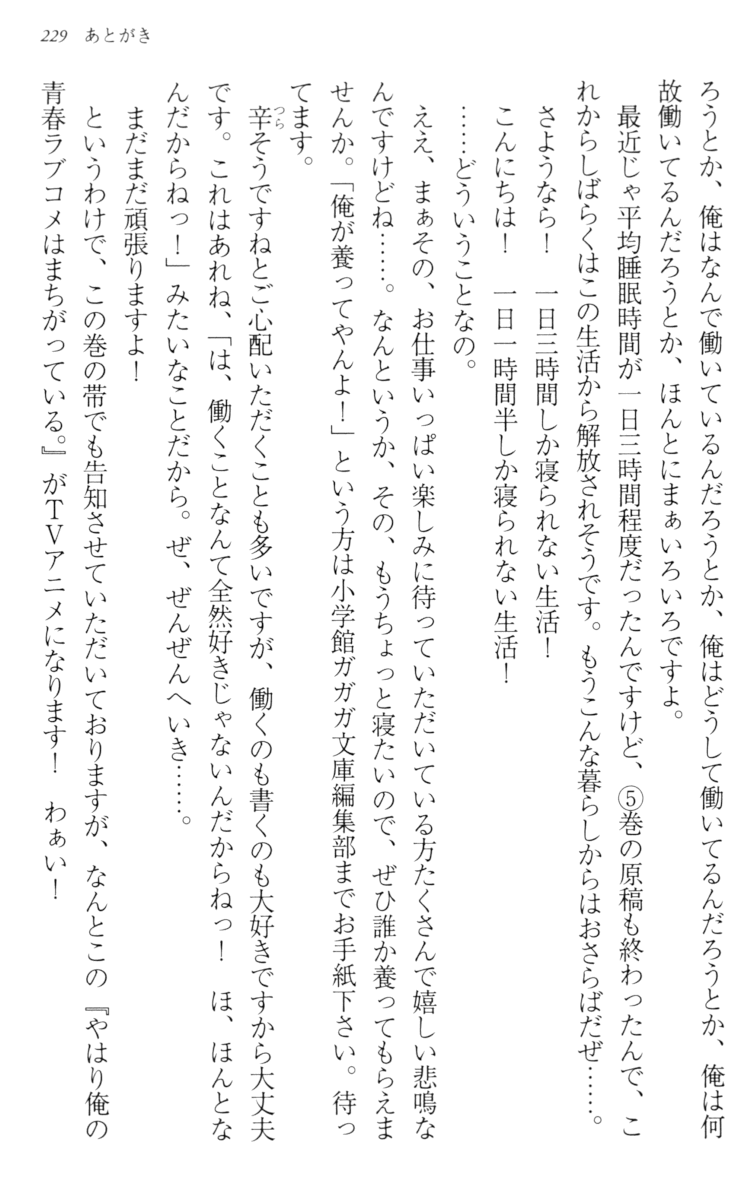 229 あとがき
ろうとか、俺はなんで働いているんだろうとか、俺はどうして働いてるんだろうとか、俺は何
故働いてるんだろうとか、ほんとにまぁいろいろですよ。
　最近じゃ平均睡眠時間が一日三時間程度だったんですけど、⑤巻の原稿も終わったんで、こ
れからしばらくはこの生活から解放されそうです。もうこんな暮らしからはおさらばだぜ……。
　さようなら！　一日三時間しか寝られない生活！
　こんにちは！　一日一時間半しか寝られない生活！
　……どういうことなの。
　ええ、まぁその、お仕事いっぱい楽しみに待っていただいている方たくさんで嬉しい悲鳴な
んですけどね……。なんというか、その、もうちょっと寝たいので、ぜひ誰か養ってもらえま
せんか。「俺が養ってやんよ！」という方は小学館ガガガ文庫編集部までお手紙下さい。待っ
てます。
　辛つらそうですねとご心配いただくことも多いですが、働くのも書くのも大好きですから大丈夫
です。これはあれね、「は、働くことなんて全然好きじゃないんだからねっ！　ほ、ほんとな
んだからねっ！」みたいなことだから。ぜ、ぜんぜんへいき……。
　まだまだ頑張りますよ！
　というわけで、この巻の帯でも告知させていただいておりますが、なんとこの『やはり俺の
青春ラブコメはまちがっている。』がＴＶアニメになります！　わぁい！